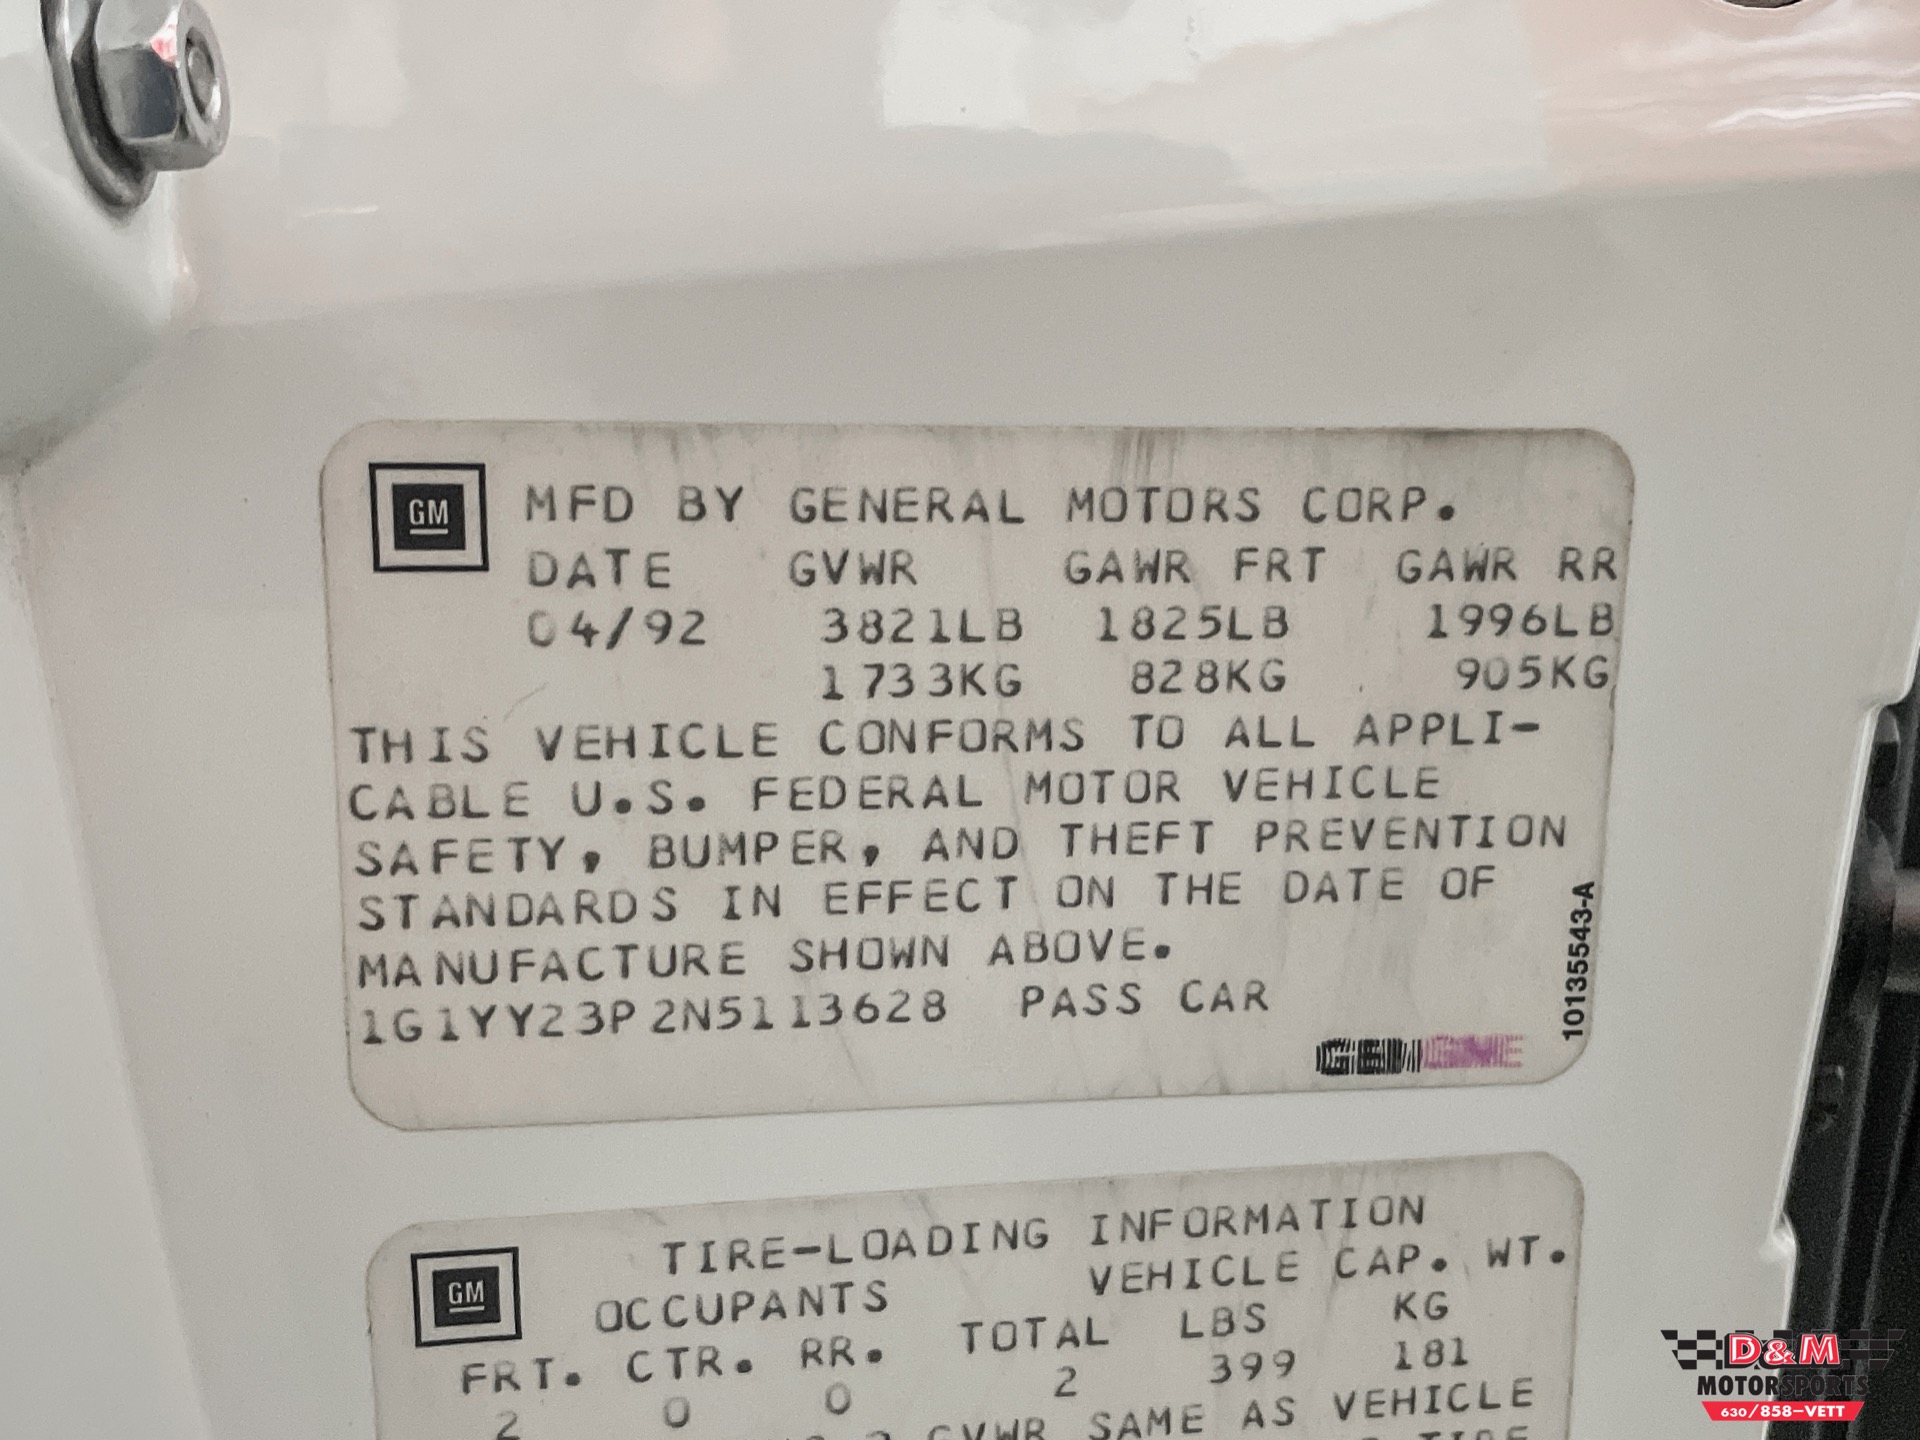 GM
MFD BY GENERAL MOTORS CORP.
DATE GVWR GAWR FRT GAWR RR
04/92 3821LB 1825LB 1996LB
1733KG 828KG 905KG
THIS VEHICLE CONFORMS TO ALL APPLI-
CABLE U.S. FEDERAL MOTOR VEHICLE
SAFETY, BUMPER, AND THEFT PREVENTION
STANDARDS IN EFFECT ON THE DATE OF
MANUFACTURE SHOWN ABOVE.
1G1YY23P2N5113628 PASS CAR
10135543-A
GM
TIRE-LOADING INFORMATION
OCCUPANTS VEHICLE CAP. WT.
FRT. CTR. RR. TOTAL LBS KG
2 0 0 2 399 181
GVWR SAME AS VEHICLE
TIRE
D&M
MOTORSPORTS
630/858-VETT